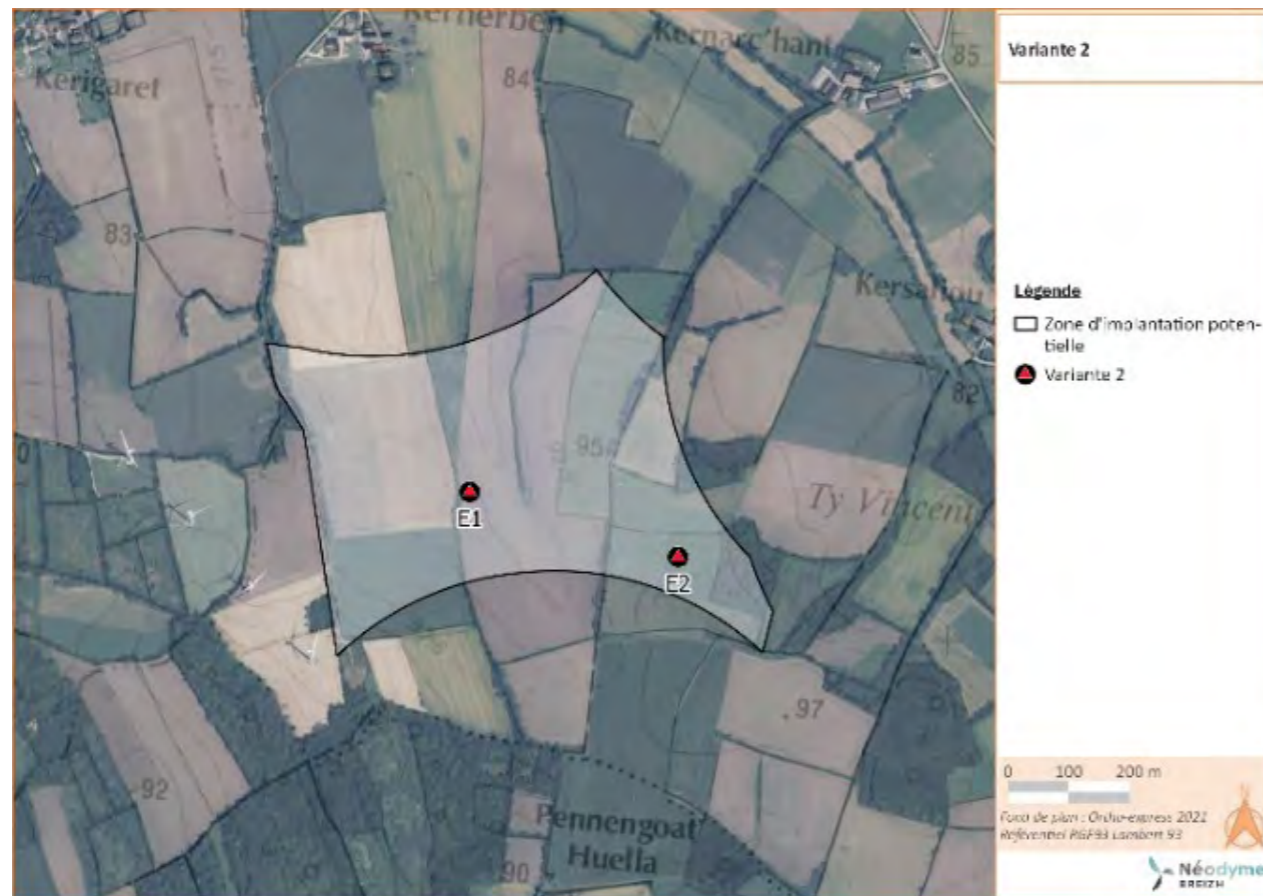 Kernerben
Kernarc'hant
85
Kerigaret
84
83
Kersaliou
82
95
Ty Vincent
E1
E2
97
92
Pennengoat
Huella
90
Variante 2
Légende
Zone d'implantation poten-
tielle
Variante 2
0 100 200 m
Fond de plan : Ortho-express 2021
Référentiel RGF93 Lambert 93
Néodyme
BREIZH